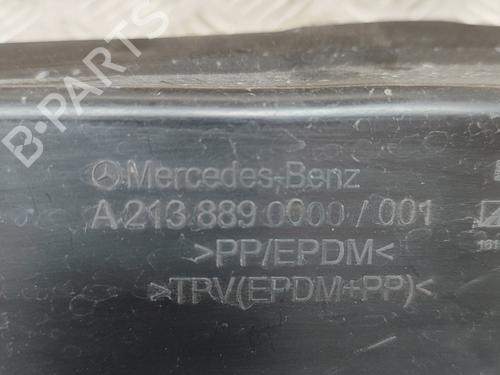 B-PARTS
Mercedes-Benz
A 213 889 0000 / 001
>PP/EPDM<
>TPV(EPDM+PP)<